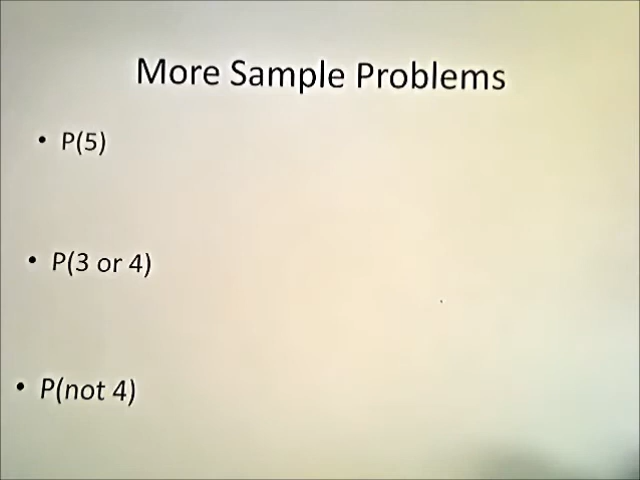 More Sample Problems
• P(5)
• P(3 or 4)
• P(not 4)